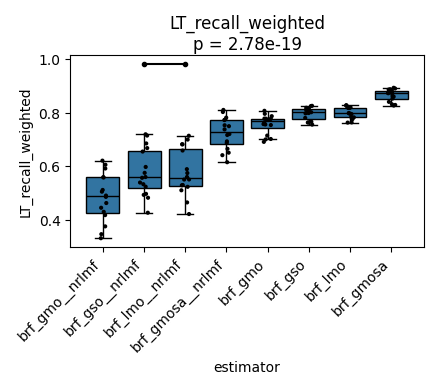 LT_recall_weighted
p = 2.78e-19
LT_recall_weighted
1.0
0.8
0.6
0.4
brf_gmo__nrlmf
brf_gso__nrlmf
brf_lmo__nrlmf
brf_gmosa__nrlmf
brf_gmo
brf_gso
brf_lmo
brf_gmosa
estimator